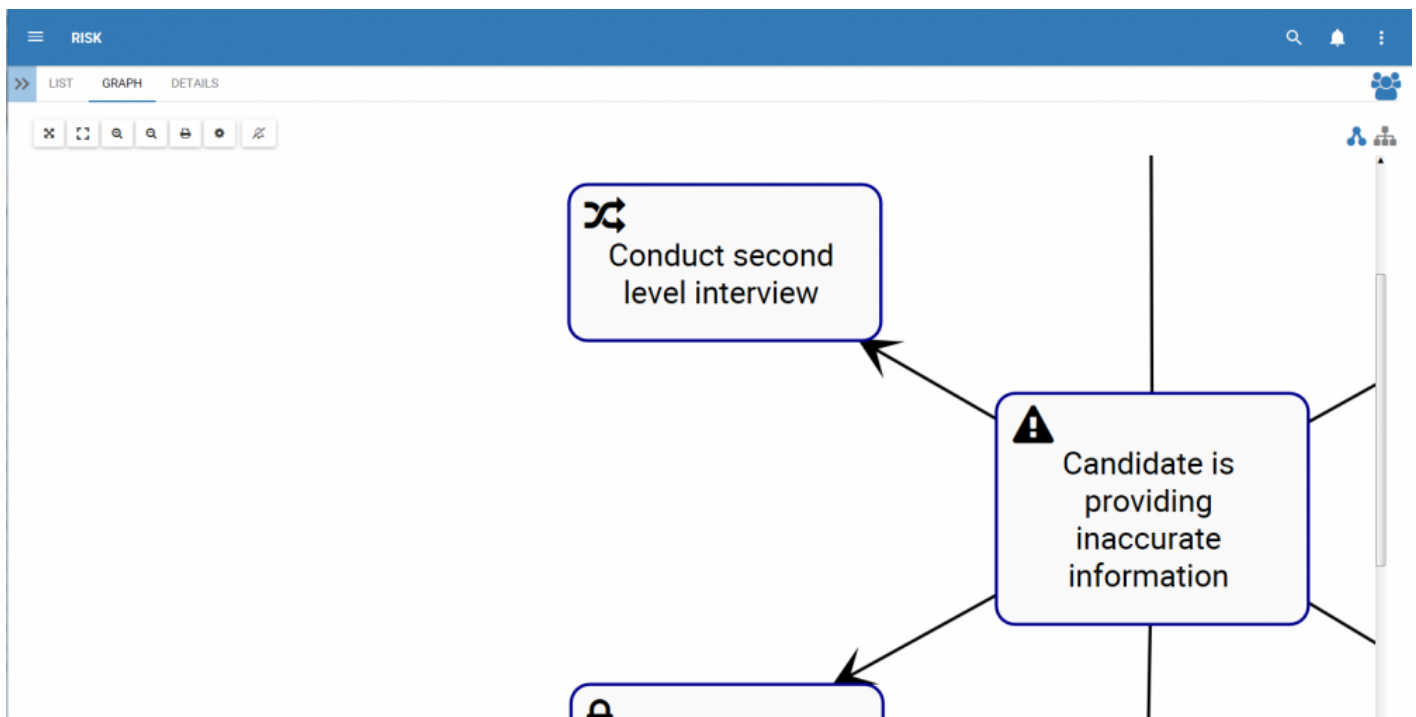 RISK
LIST GRAPH DETAILS
Conduct second
level interview
Candidate is
providing
inaccurate
information